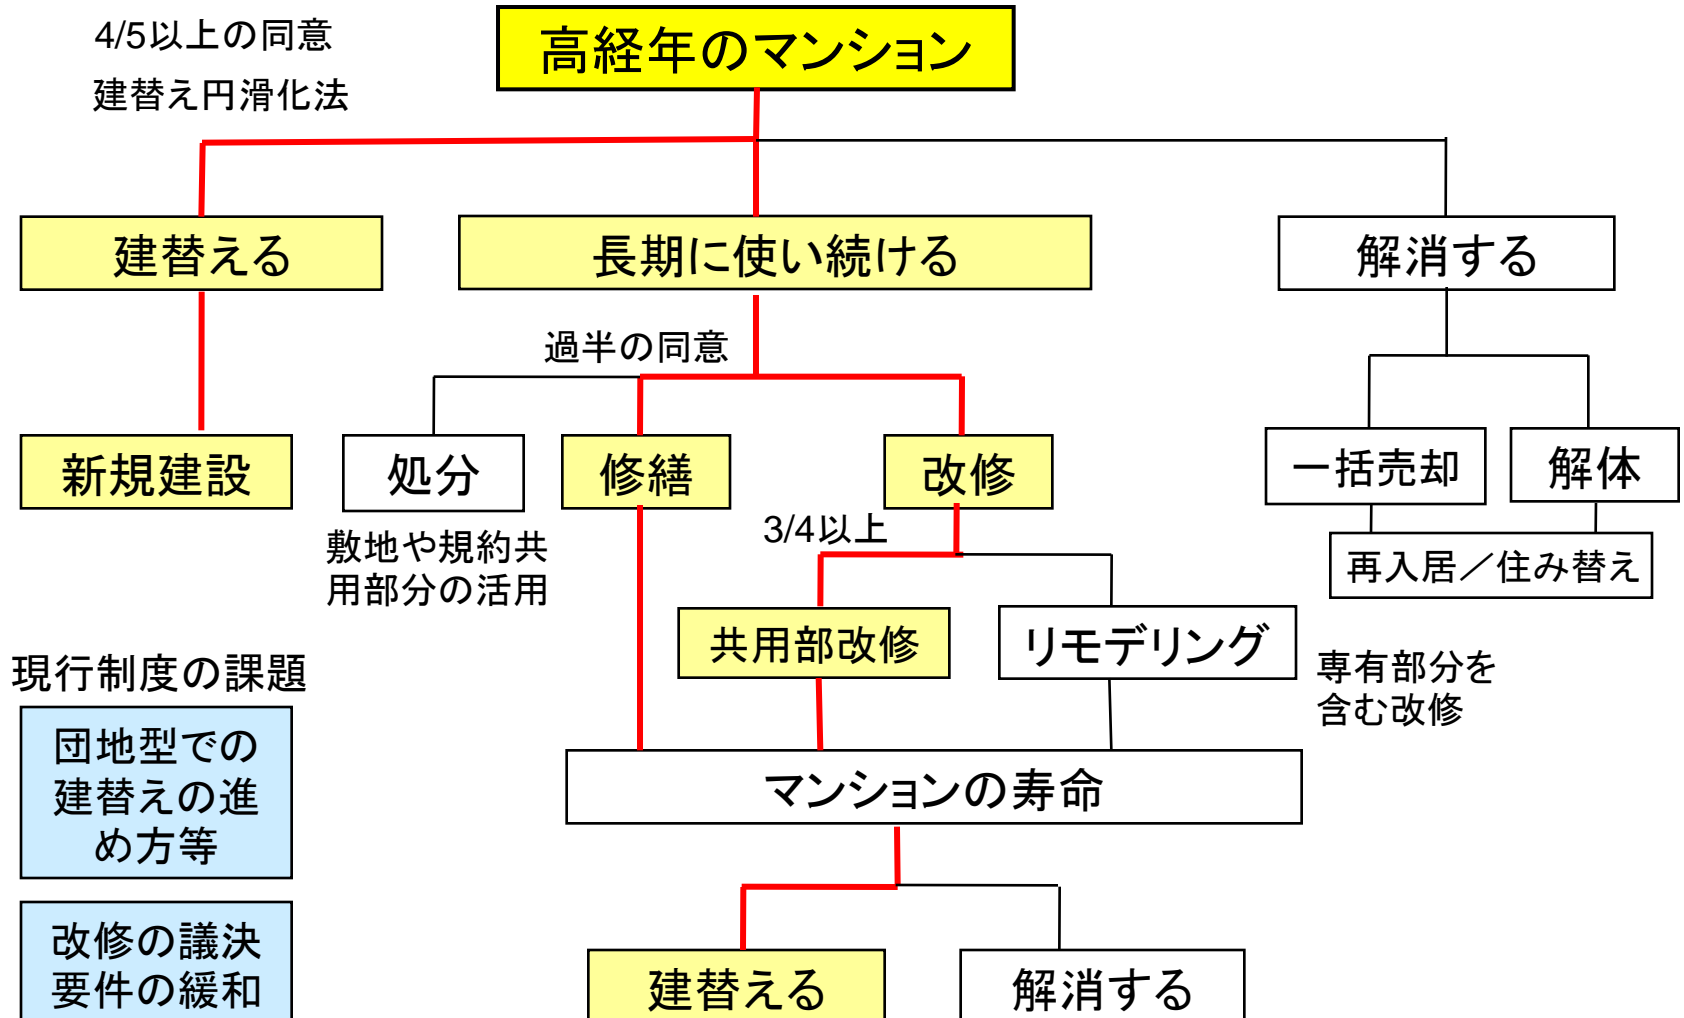 4/5以上の同意
建替え円滑化法
高経年のマンション
建替える
長期に使い続ける
解消する
過半の同意
新規建設
処分
修繕
改修
一括売却
解体
敷地や規約共
用部分の活用
3/4以上
再入居／住み替え
共用部改修
リモデリング
専有部分を
含む改修
現行制度の課題
団地型での
建替えの進
め方等
マンションの寿命
改修の議決
要件の緩和
建替える
解消する